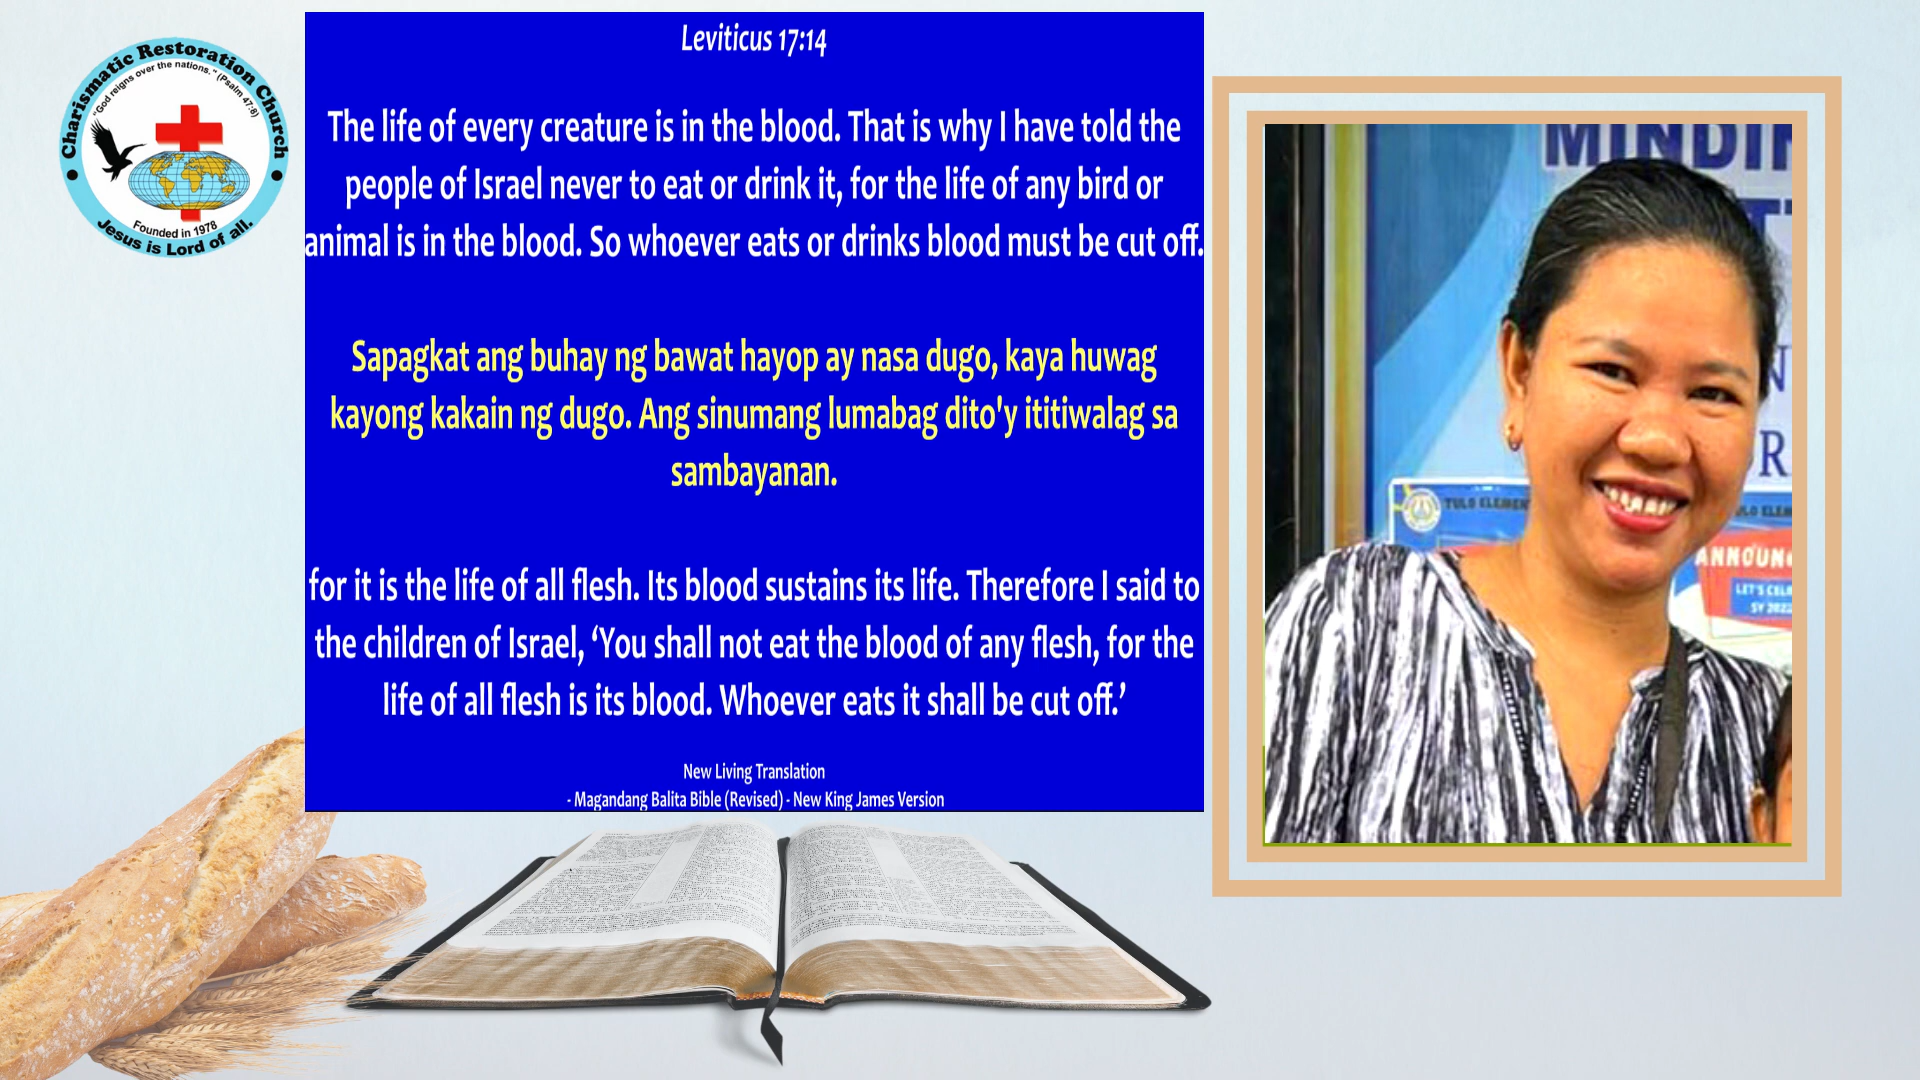 Charismatic Restoration Church
"God reigns over the nations." (Psalm 47:8)
Founded in 1978
Jesus is Lord of all.
Leviticus 17:14
The life of every creature is in the blood. That is why I have told the
people of Israel never to eat or drink it, for the life of any bird or
animal is in the blood. So whoever eats or drinks blood must be cut off.
Sapagkat ang buhay ng bawat hayop ay nasa dugo, kaya huwag
kayong kakain ng dugo. Ang sinumang lumabag dito'y ititiwalag sa
sambayanan.
for it is the life of all flesh. Its blood sustains its life. Therefore I said to
the children of Israel, ‘You shall not eat the blood of any flesh, for the
life of all flesh is its blood. Whoever eats it shall be cut off.’
New Living Translation
- Magandang Balita Bible (Revised) - New King James Version
TULO ELEMEN
ANNOUN
LET'S CEL
SY 2022